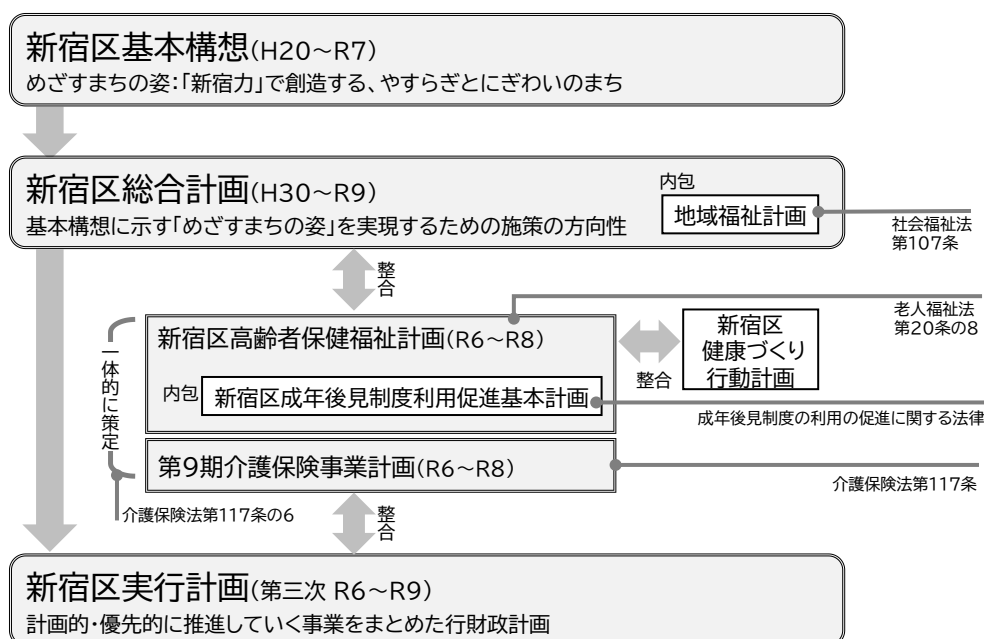 新宿区基本構想(H20～R7)
めざすまちの姿：「新宿力」で創造する、やすらぎとにぎわいのまち
新宿区総合計画(H30～R9)
基本構想に示す「めざすまちの姿」を実現するための施策の方向性
内包
地域福祉計画
社会福祉法
第107条
整合
老人福祉法
第20条の8
一体的に策定
新宿区高齢者保健福祉計画(R6～R8)
内包
新宿区成年後見制度利用促進基本計画
整合
新宿区
健康づくり
行動計画
成年後見制度の利用の促進に関する法律
第9期介護保険事業計画(R6～R8)
介護保険法第117条
介護保険法第117条の6
整合
新宿区実行計画(第三次 R6～R9)
計画的・優先的に推進していく事業をまとめた行財政計画